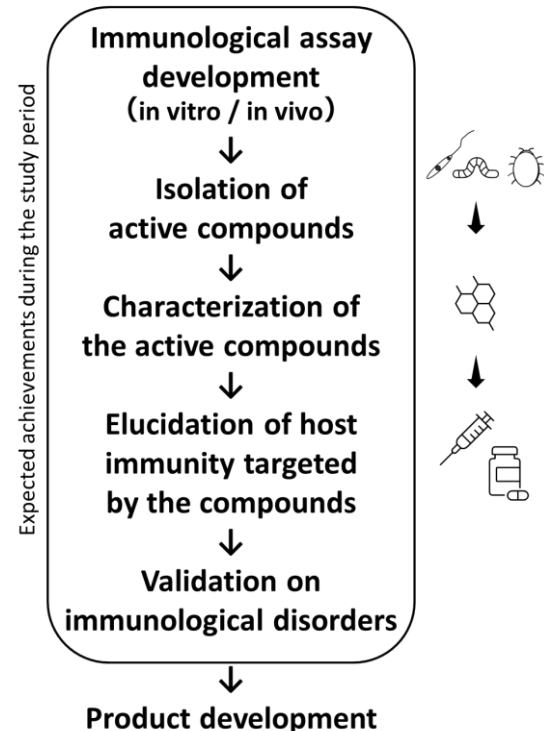 Expected achievements during the study period
Immunological assay
development
(in vitro / in vivo)
↓
Isolation of
active compounds
↓
Characterization of
the active compounds
↓
Elucidation of host
immunity targeted
by the compounds
↓
Validation on
immunological disorders
↓
Product development